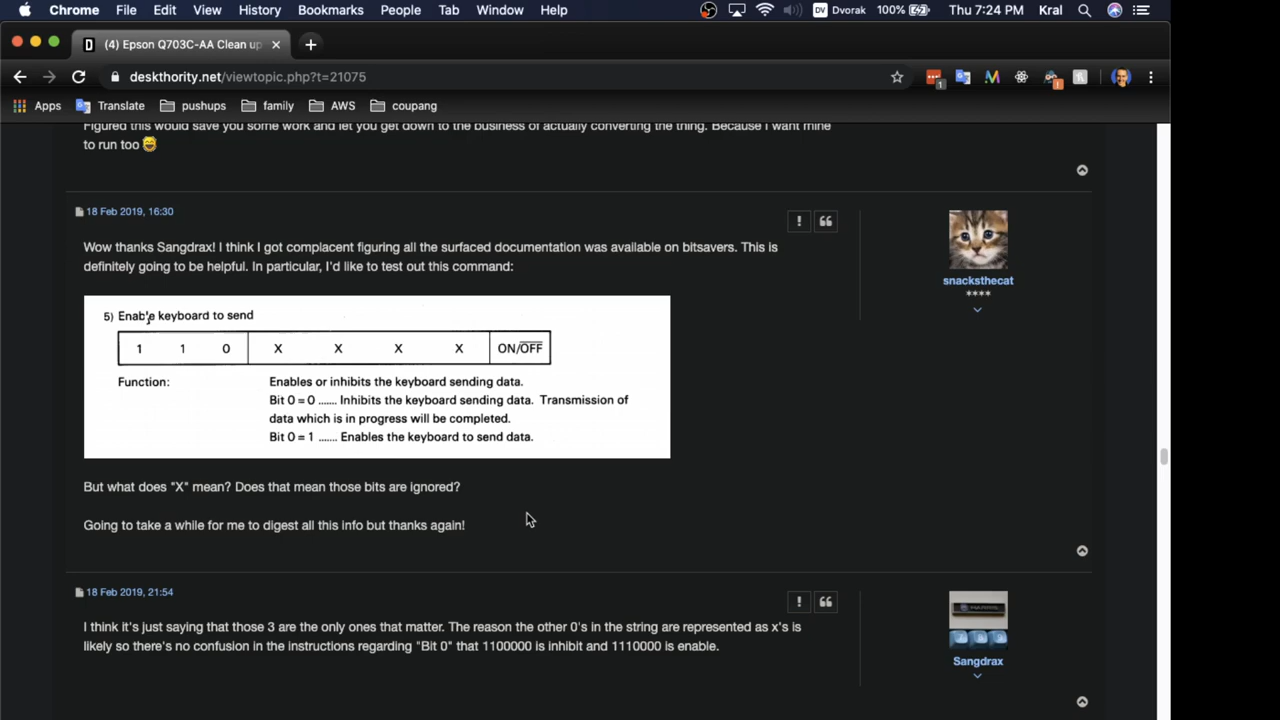 Chrome File Edit View History Bookmarks People Tab Window Help DV Dvorak 100% Thu 7:24 PM Kral
D (4) Epson Q703C-AA Clean up
deskthority.net/viewtopic.php?t=21075
Apps Translate pushups family AWS coupang
Figured this would save you some work and let you get down to the business of actually converting the thing. Because I want mine
to run too
18 Feb 2019, 16:30
Wow thanks Sangdrax! I think I got complacent figuring all the surfaced documentation was available on bitsavers. This is
definitely going to be helpful. In particular, I'd like to test out this command:
snacksthecat
****
5) Enable keyboard to send
1 1 0 X X X X ON/OFF
Function: Enables or inhibits the keyboard sending data.
Bit 0 = 0 ....... Inhibits the keyboard sending data. Transmission of
data which is in progress will be completed.
Bit 0 = 1 ...... Enables the keyboard to send data.
But what does "X" mean? Does that mean those bits are ignored?
Going to take a while for me to digest all this info but thanks again!
18 Feb 2019, 21:54
I think it's just saying that those 3 are the only ones that matter. The reason the other 0's in the string are represented as x's is
likely so there's no confusion in the instructions regarding "Bit 0" that 1100000 is inhibit and 1110000 is enable.
Sangdrax